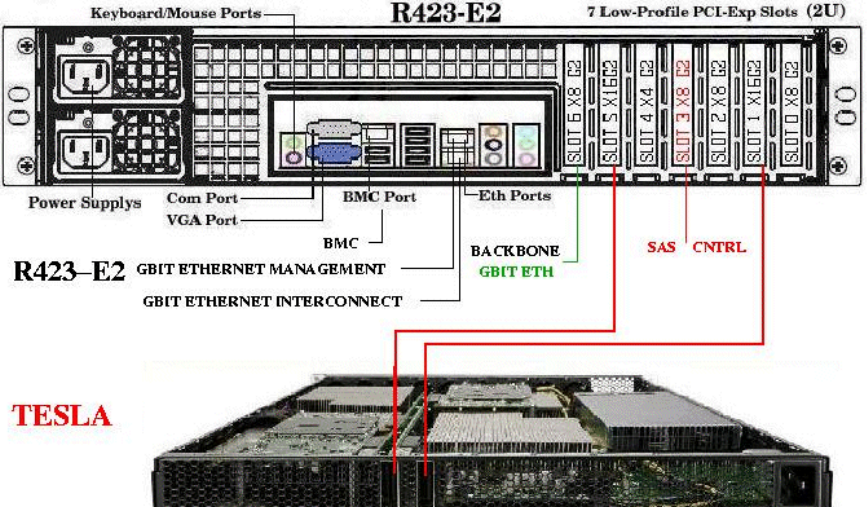 Keyboard/Mouse Ports
R423-E2
7 Low-Profile PCI-Exp Slots (2U)
SLOT 6 X8 G2
SLOT 5 X16G2
SLOT 4 X4 G2
SLOT 3 X8 G2
SLOT 2 X8 G2
SLOT 1 X16G2
SLOT 0 X8 G2
Power Supplys
Com Port
VGA Port
BMC Port
Eth Ports
BMC
R423-E2
GBIT ETHERNET MANAGEMENT
GBIT ETHERNET INTERCONNECT
BACKBONE
GBIT ETH
SAS CNTRL
TESLA